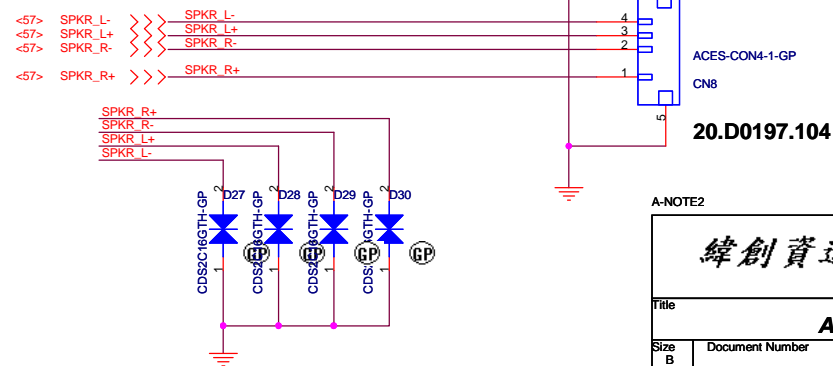 <57> SPKR_L- SPKR_L- 4
<57> SPKR_L+ SPKR_L+ 3
<57> SPKR_R- SPKR_R- 2
<57> SPKR_R+ SPKR_R+ 1
ACES-CON4-1-GP
CN8
5
20.D0197.104
SPKR_R+
SPKR_R-
SPKR_L+
SPKR_L-
2 D27 2 D28 2 D29 2 D30
CDS2C16GTH-GP
GP GP GP GP
1 1 1 1
A-NOTE2
緯創資
Title
A
Size
B
Document Number